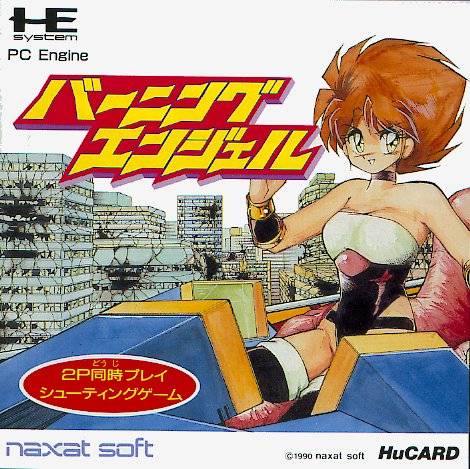 HE
system
PC Engine
バーニング
エンジェル
どうじ
2P同時プレイ
シューティングゲーム
naxat soft
©1990 naxat soft
HuCARD